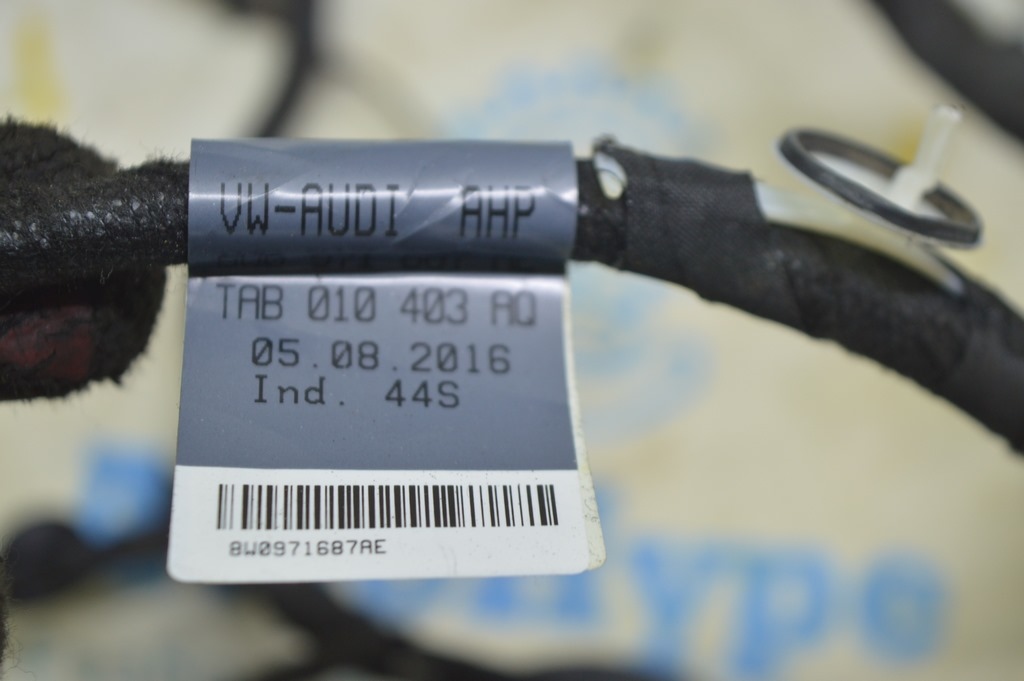 VW-AUDI AHP
TAB 010 403 AQ
05.08.2016
Ind. 44S
8W0971687AE